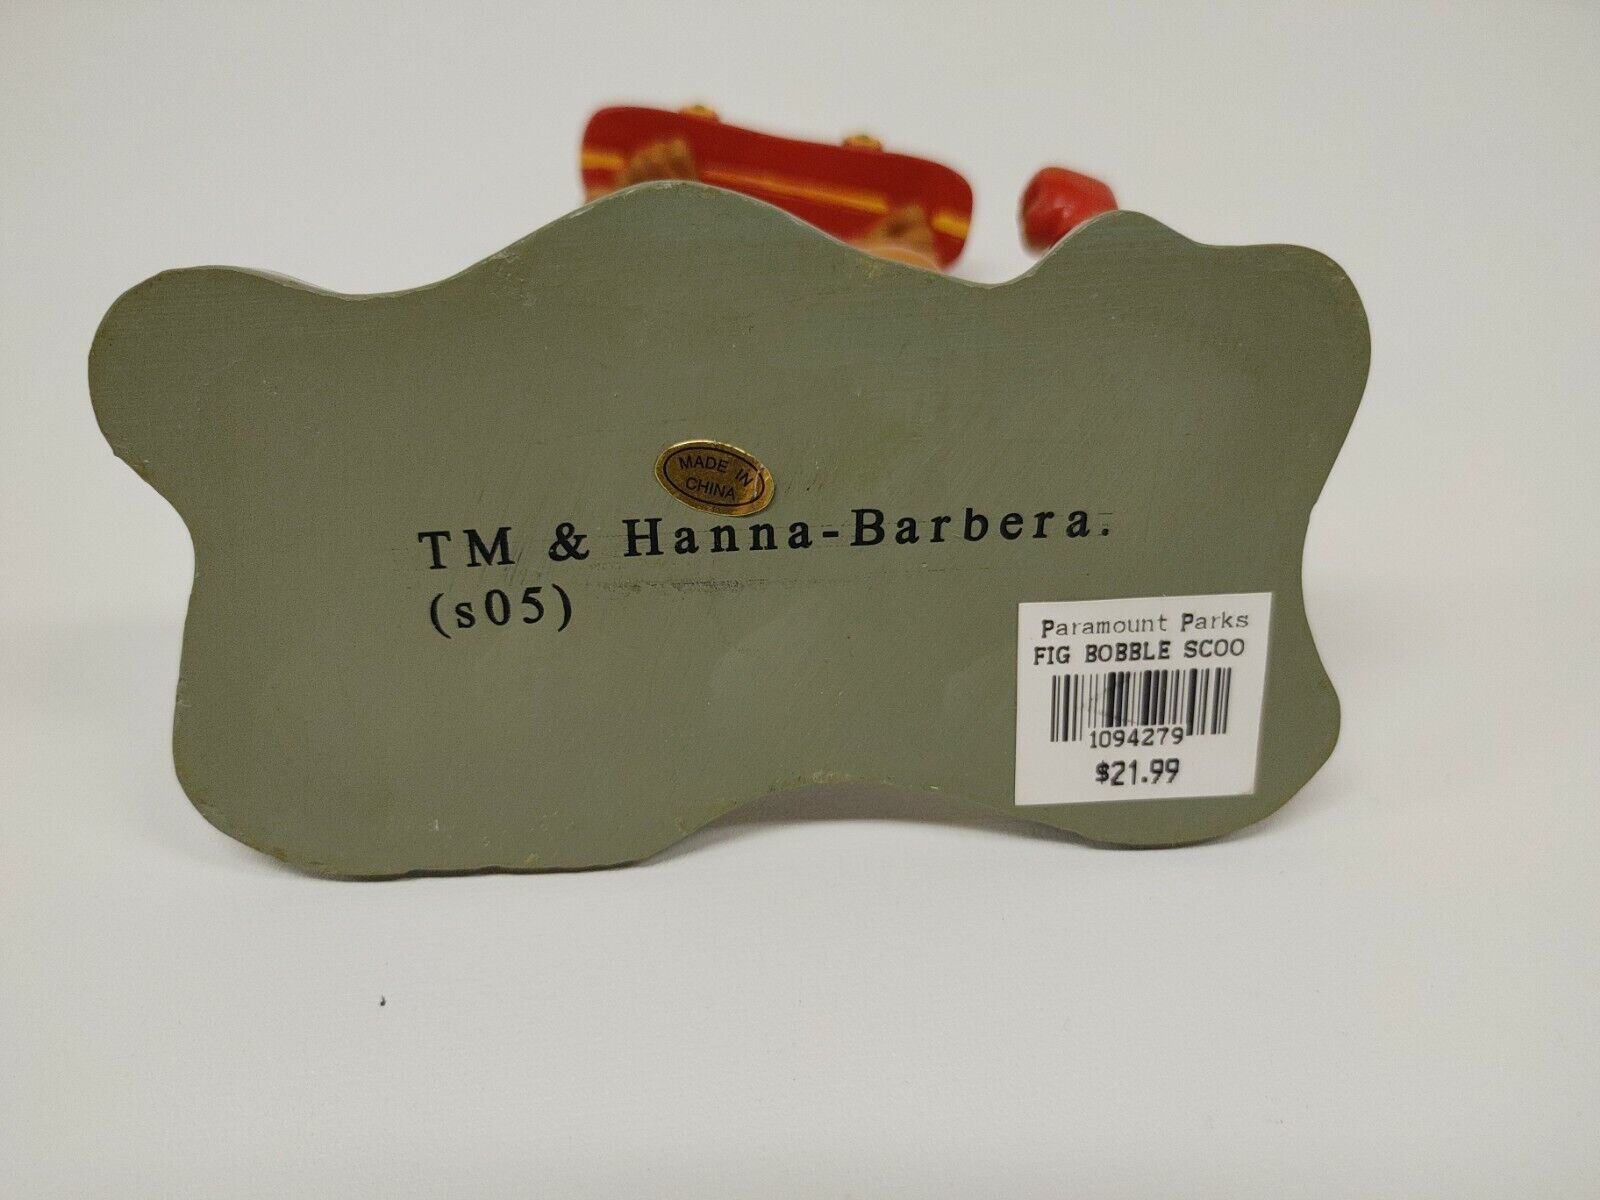 MADE IN
CHINA
TM & Hanna-Barbera.
(s05)
Paramount Parks
FIG BOBBLE SCOO
1094279
$21.99